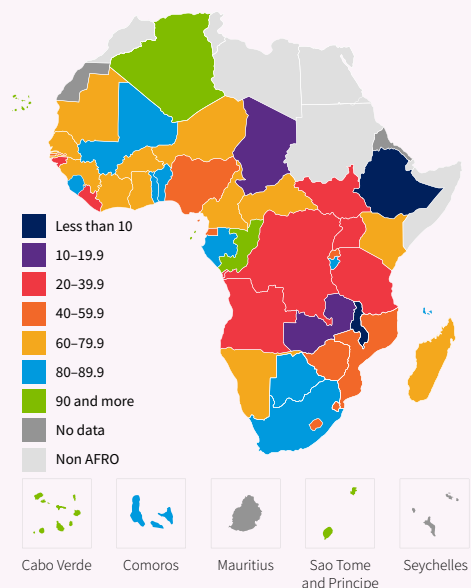 Less than 10
10–19.9
20–39.9
40–59.9
60–79.9
80–89.9
90 and more
No data
Non AFRO
Cabo Verde
Comoros
Mauritius
Sao Tome
and Principe
Seychelles